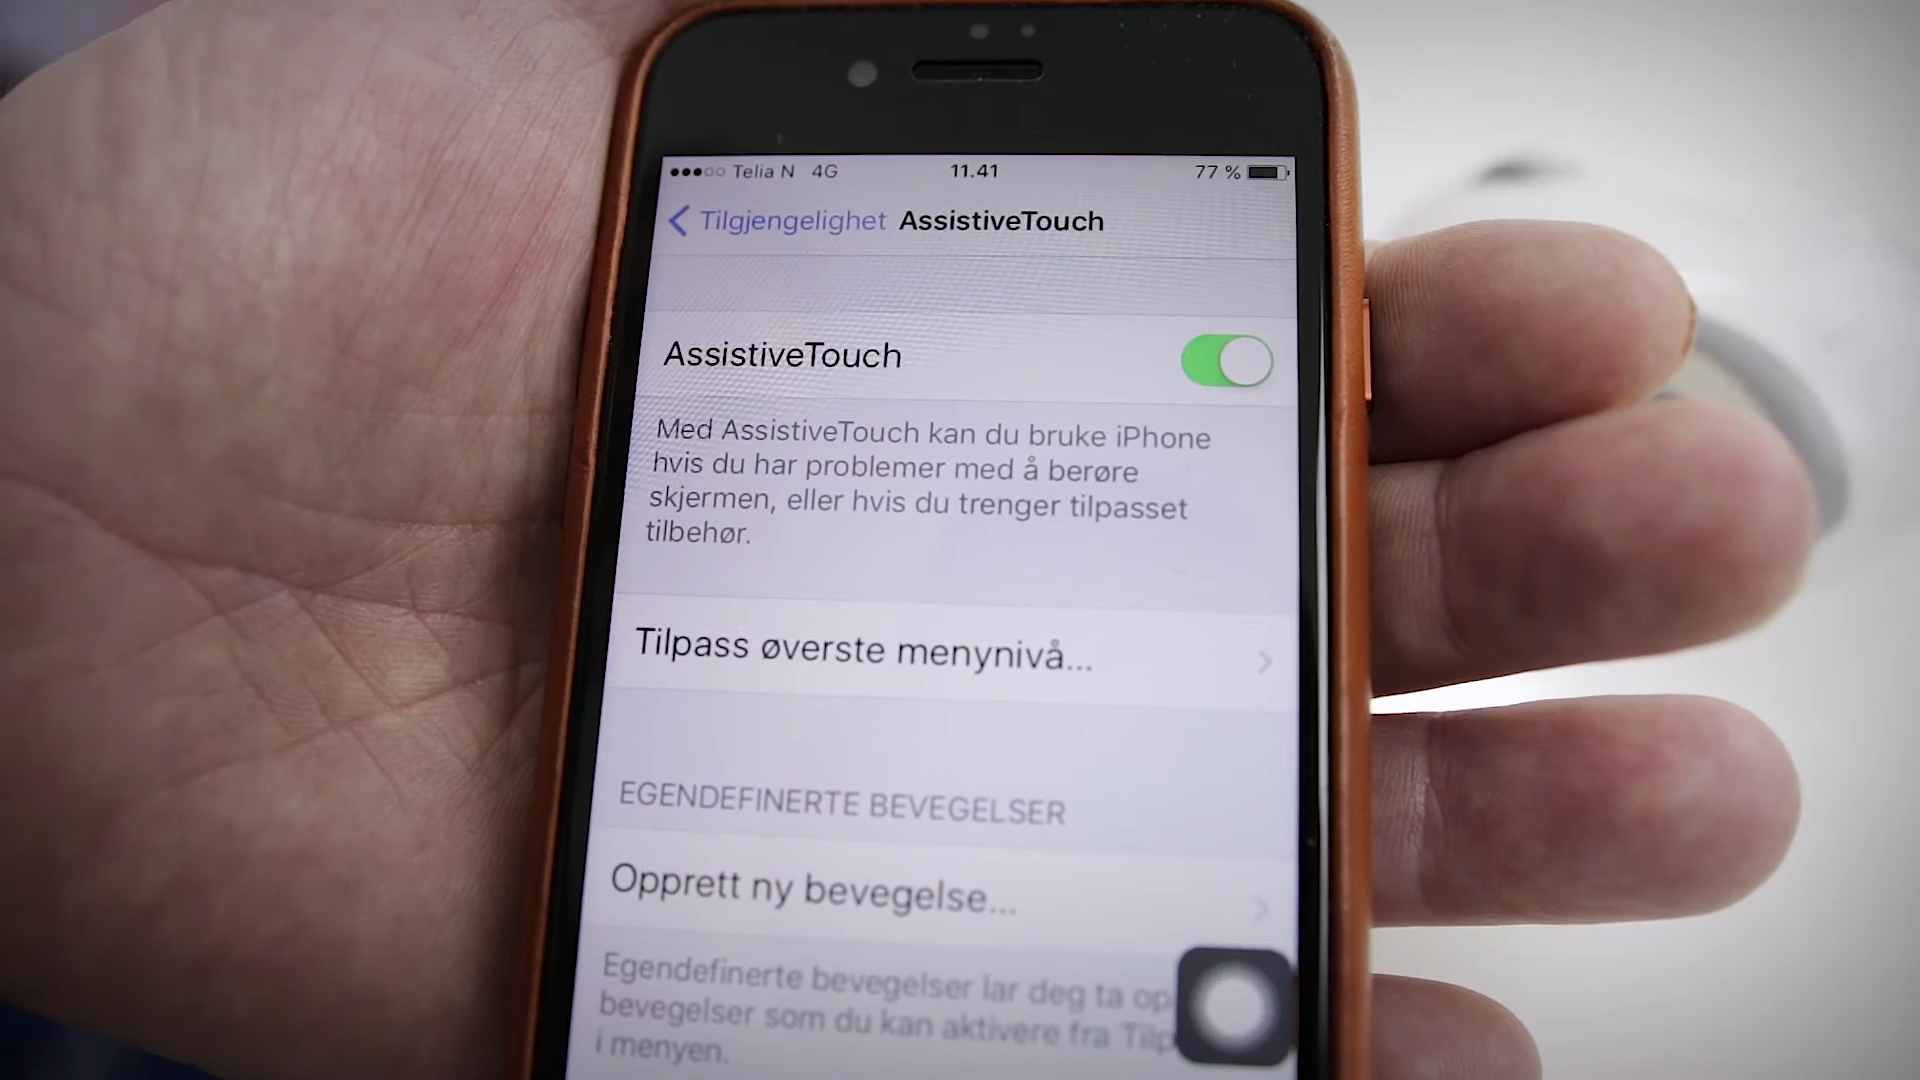 Telia N 4G 11.41 77 %
Tilgjengelighet AssistiveTouch
AssistiveTouch
Med AssistiveTouch kan du bruke iPhone
hvis du har problemer med å berøre
skjermen, eller hvis du trenger tilpasset
tilbehør.
Tilpass øverste menynivå...
EGENDEFINERTE BEVEGELSER
Opprett ny bevegelse...
Egendefinerte bevegelser lar deg ta op
bevegelser som du kan aktivere fra Tilp
i menyen.